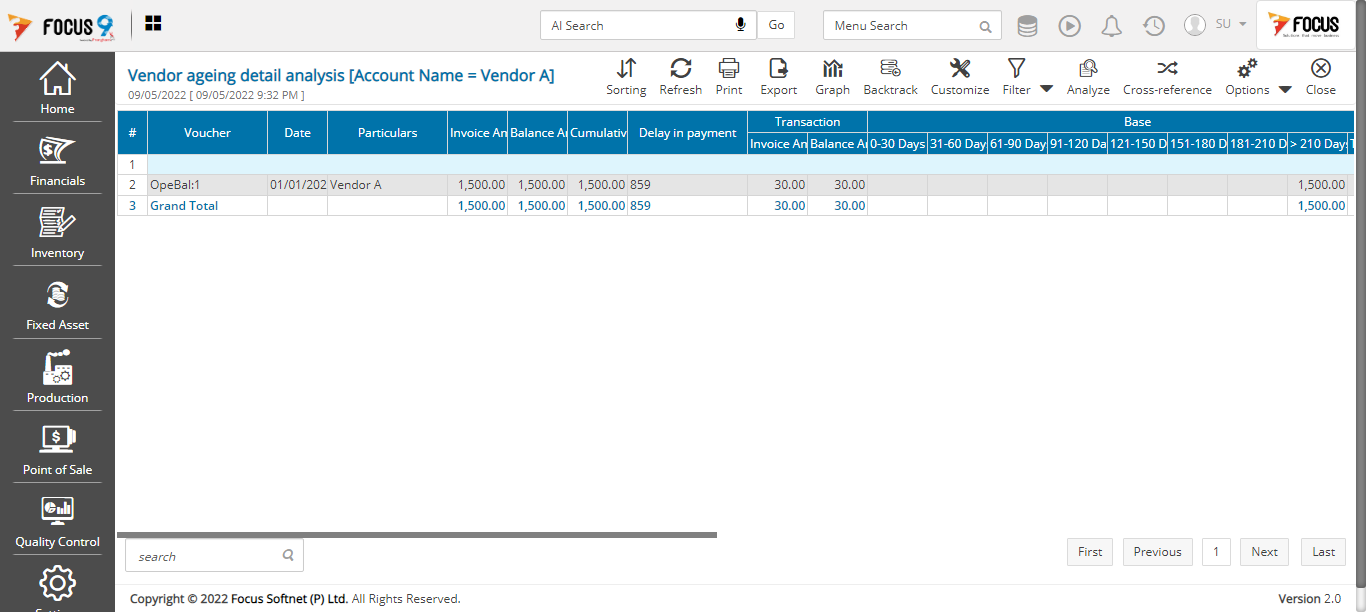 FOCUS 9
AI Search
Go
Menu Search
SU
FOCUS
Home
Financials
Inventory
Fixed Asset
Production
Point of Sale
Quality Control
Vendor ageing detail analysis [Account Name = Vendor A]
09/05/2022 [ 09/05/2022 9:32 PM ]
Sorting Refresh Print Export Graph Backtrack Customize Filter Analyze Cross-reference Options Close
Transaction Base
# Voucher Date Particulars Invoice Am Balance Am Cumulativ Delay in payment
Invoice Am Balance Am 0-30 Days 31-60 Day 61-90 Day 91-120 Da 121-150 D 151-180 D 181-210 D > 210 Days
1
2 OpeBal:1 01/01/202 Vendor A 1,500.00 1,500.00 1,500.00 859 30.00 30.00 1,500.00
3 Grand Total 1,500.00 1,500.00 1,500.00 859 30.00 30.00 1,500.00
search
First Previous 1 Next Last
Copyright © 2022 Focus Softnet (P) Ltd. All Rights Reserved.
Version 2.0